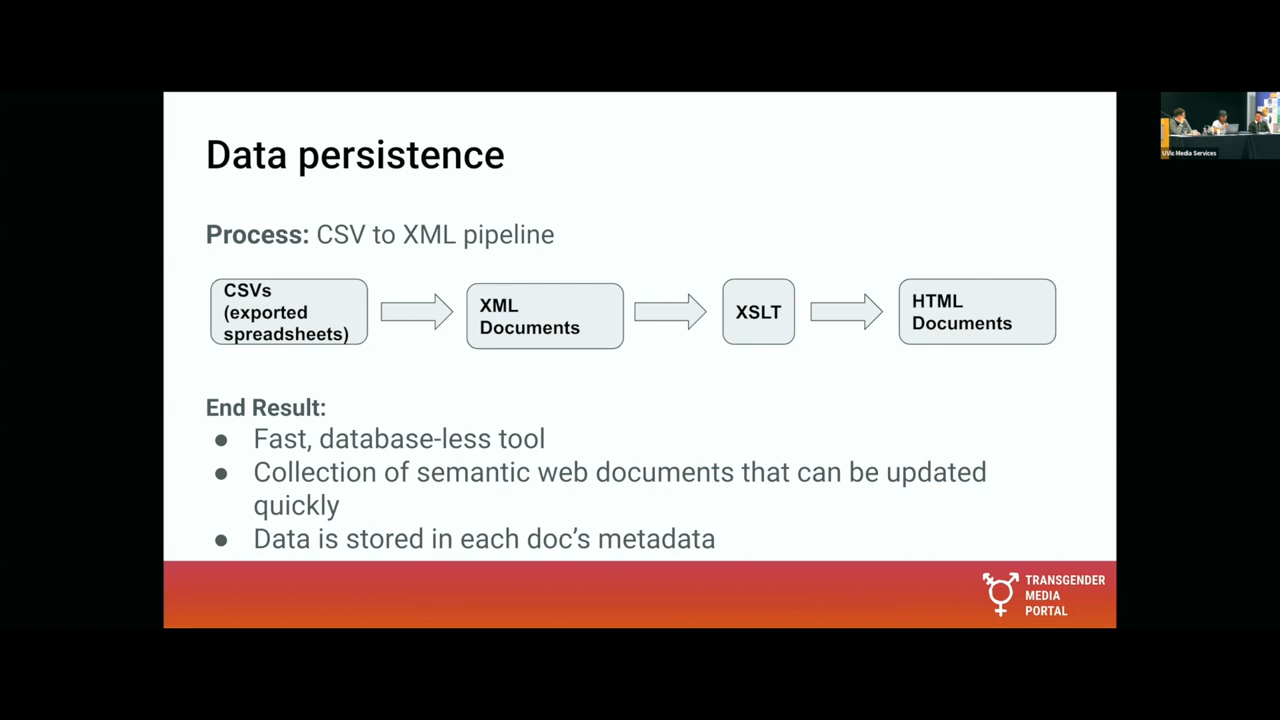 Data persistence
UVic Media Services
Process: CSV to XML pipeline
CSVs
(exported
spreadsheets)
XML
Documents
XSLT
HTML
Documents
End Result:
● Fast, database-less tool
● Collection of semantic web documents that can be updated
quickly
● Data is stored in each doc’s metadata
TRANSGENDER
MEDIA
PORTAL